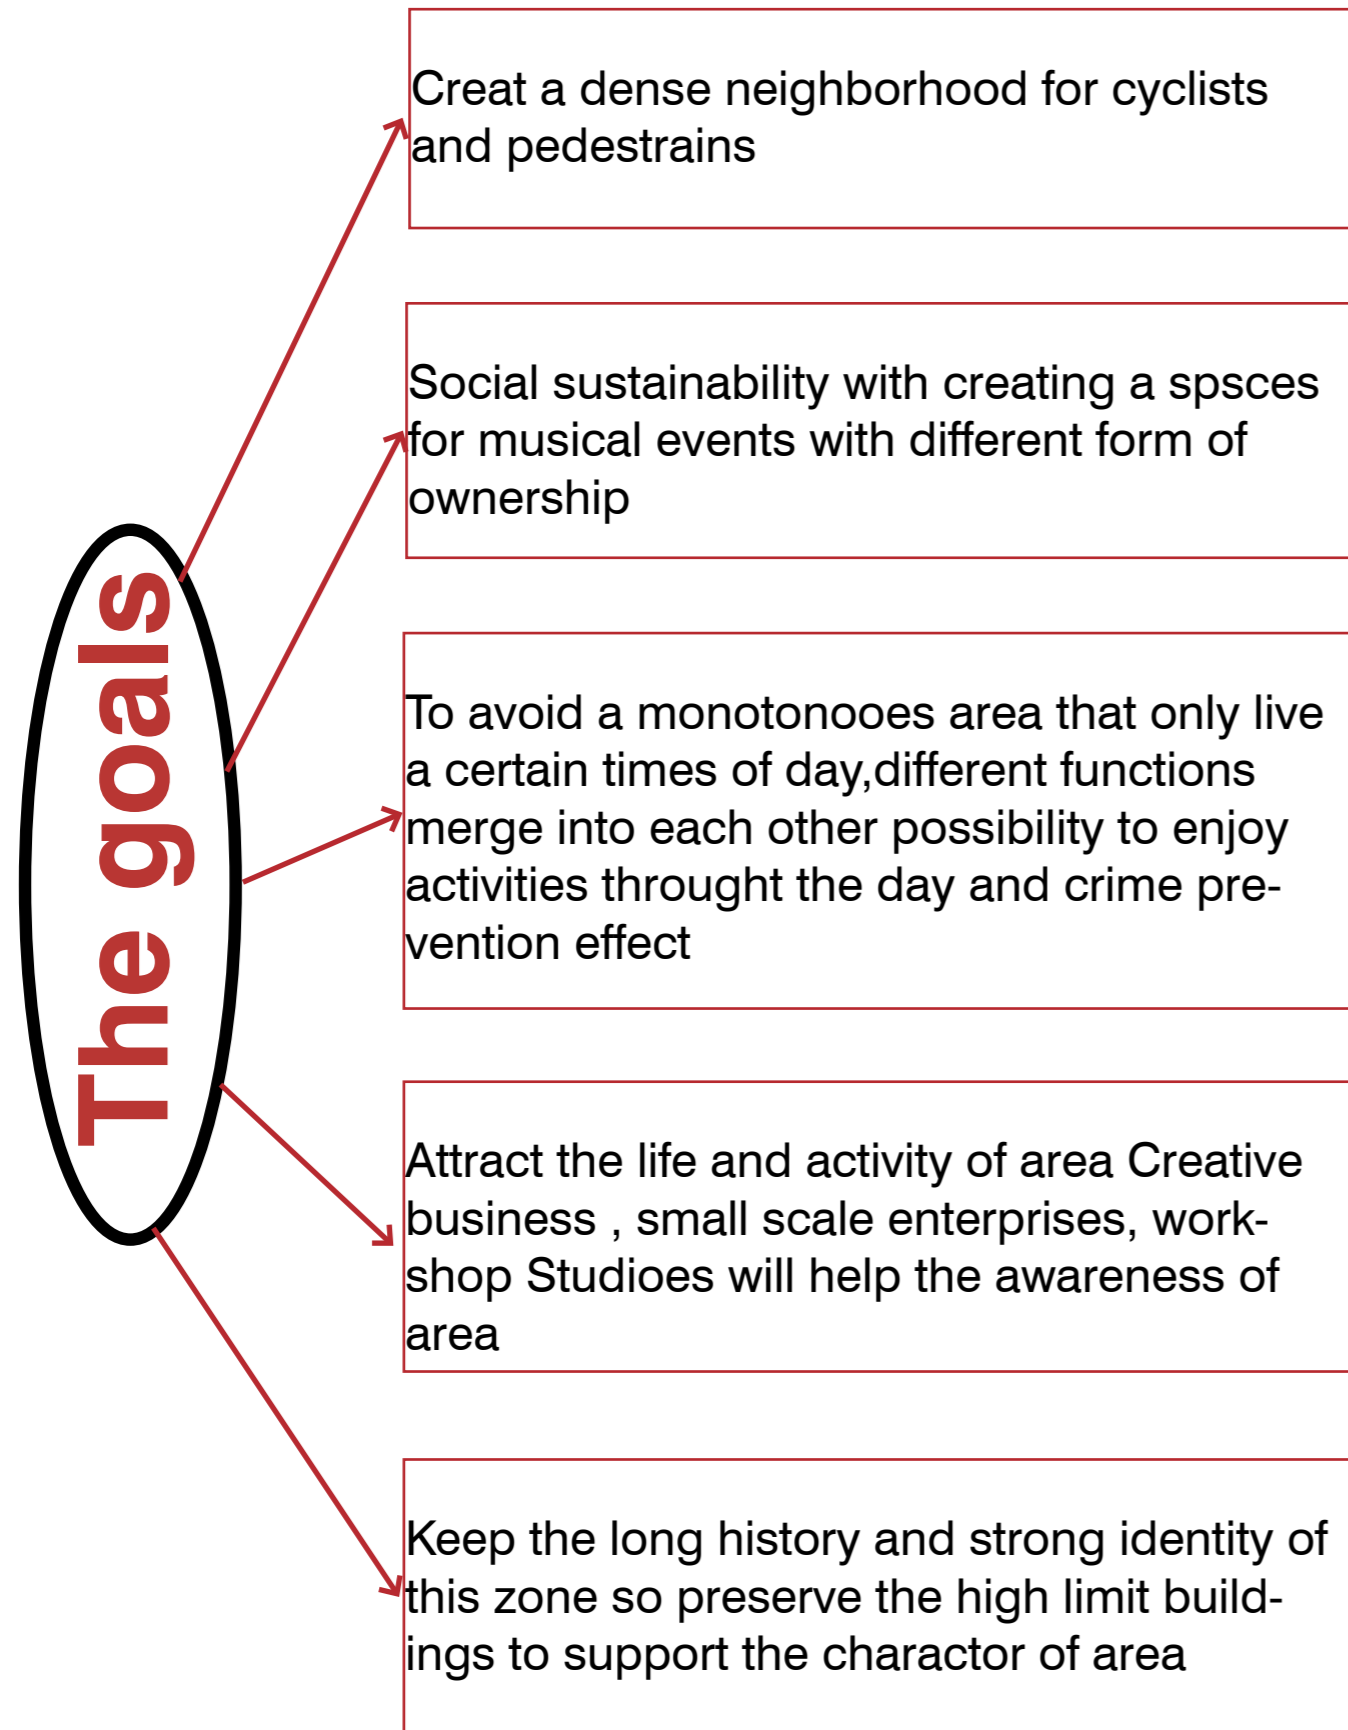 The goals
Creat a dense neighborhood for cyclists
and pedestrains
Social sustainability with creating a spsces
for musical events with different form of
ownership
To avoid a monotonooes area that only live
a certain times of day,different functions
merge into each other possibility to enjoy
activities throught the day and crime pre-
vention effect
Attract the life and activity of area Creative
business , small scale enterprises, work-
shop Studioes will help the awareness of
area
Keep the long history and strong identity of
this zone so preserve the high limit build-
ings to support the charactor of area